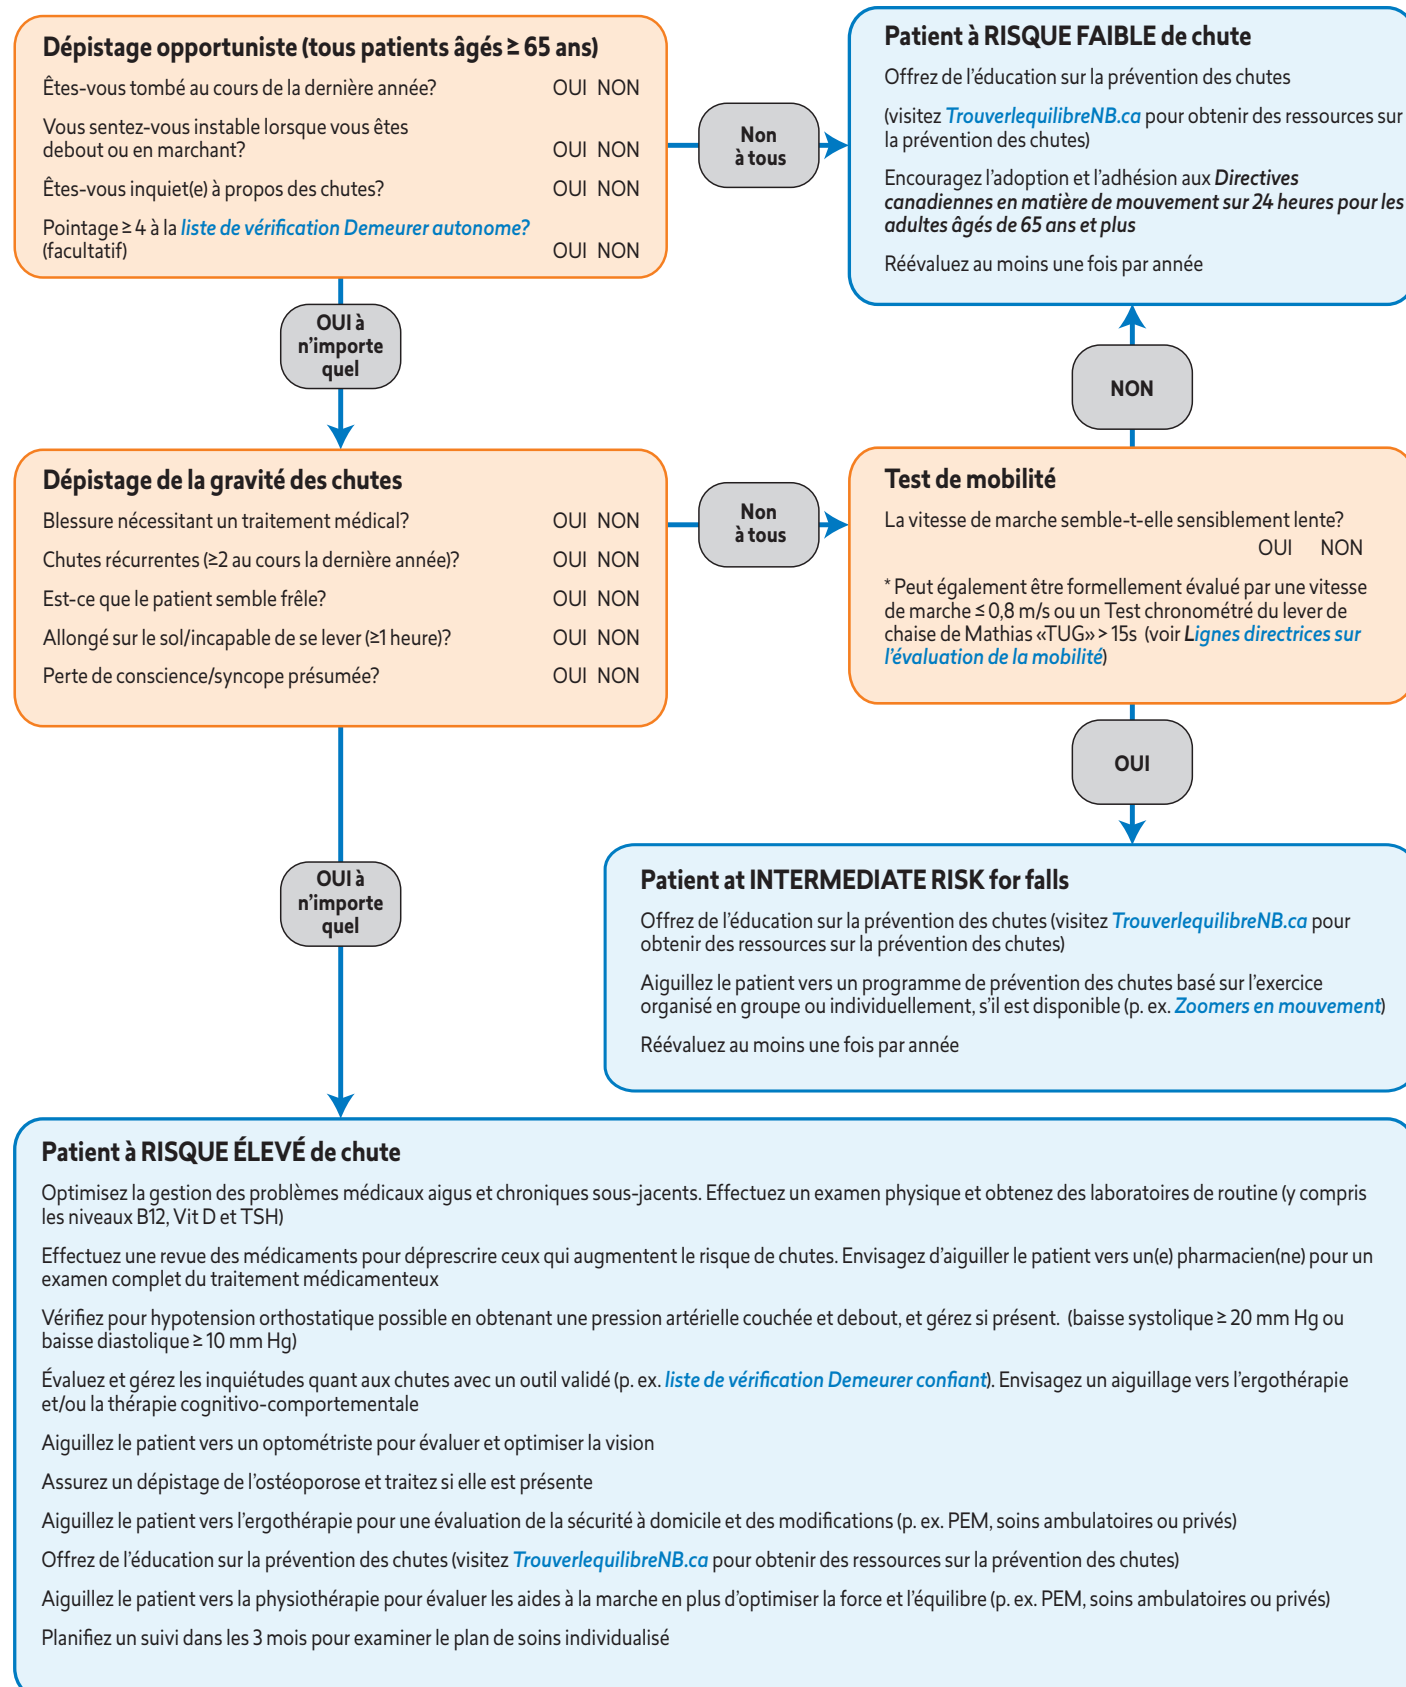 Dépistage opportuniste (tous patients âgés ≥ 65 ans)
Êtes-vous tombé au cours de la dernière année? OUI NON
Vous sentez-vous instable lorsque vous êtes
debout ou en marchant? OUI NON
Êtes-vous inquiet(e) à propos des chutes? OUI NON
Pointage ≥ 4 à la liste de vérification Demeurer autonome?
(facultatif) OUI NON
Non
à tous
Patient à RISQUE FAIBLE de chute
Offrez de l'éducation sur la prévention des chutes
(visitez TrouverlequilibreNB.ca pour obtenir des ressources sur
la prévention des chutes)
Encouragez l'adoption et l'adhésion aux Directives
canadiennes en matière de mouvement sur 24 heures pour les
adultes âgés de 65 ans et plus
Réévaluez au moins une fois par année
OUI à
n'importe
quel
NON
Dépistage de la gravité des chutes
Blessure nécessitant un traitement médical? OUI NON
Chutes récurrentes (≥2 au cours la dernière année)? OUI NON
Est-ce que le patient semble frêle? OUI NON
Allongé sur le sol/incapable de se lever (≥1 heure)? OUI NON
Perte de conscience/syncope présumée? OUI NON
Non
à tous
Test de mobilité
La vitesse de marche semble-t-elle sensiblement lente?
OUI NON
* Peut également être formellement évalué par une vitesse
de marche ≤ 0,8 m/s ou un Test chronométré du lever de
chaise de Mathias «TUG» > 15s (voir Lignes directrices sur
l'évaluation de la mobilité)
OUI
OUI à
n'importe
quel
Patient at INTERMEDIATE RISK for falls
Offrez de l'éducation sur la prévention des chutes (visitez TrouverlequilibreNB.ca pour
obtenir des ressources sur la prévention des chutes)
Aiguillez le patient vers un programme de prévention des chutes basé sur l'exercice
organisé en groupe ou individuellement, s'il est disponible (p. ex. Zoomers en mouvement)
Réévaluez au moins une fois par année
Patient à RISQUE ÉLEVÉ de chute
Optimisez la gestion des problèmes médicaux aigus et chroniques sous-jacents. Effectuez un examen physique et obtenez des laboratoires de routine (y compris
les niveaux B12, Vit D et TSH)
Effectuez une revue des médicaments pour déprescrire ceux qui augmentent le risque de chutes. Envisagez d'aiguiller le patient vers un(e) pharmacien(ne) pour un
examen complet du traitement médicamenteux
Vérifiez pour hypotension orthostatique possible en obtenant une pression artérielle couchée et debout, et gérez si présent. (baisse systolique ≥ 20 mm Hg ou
baisse diastolique ≥ 10 mm Hg)
Évaluez et gérez les inquiétudes quant aux chutes avec un outil validé (p. ex. liste de vérification Demeurer confiant). Envisagez un aiguillage vers l'ergothérapie
et/ou la thérapie cognitivo-comportementale
Aiguillez le patient vers un optométriste pour évaluer et optimiser la vision
Assurez un dépistage de l'ostéoporose et traitez si elle est présente
Aiguillez le patient vers l'ergothérapie pour une évaluation de la sécurité à domicile et des modifications (p. ex. PEM, soins ambulatoires ou privés)
Offrez de l'éducation sur la prévention des chutes (visitez TrouverlequilibreNB.ca pour obtenir des ressources sur la prévention des chutes)
Aiguillez le patient vers la physiothérapie pour évaluer les aides à la marche en plus d'optimiser la force et l'équilibre (p. ex. PEM, soins ambulatoires ou privés)
Planifiez un suivi dans les 3 mois pour examiner le plan de soins individualisé